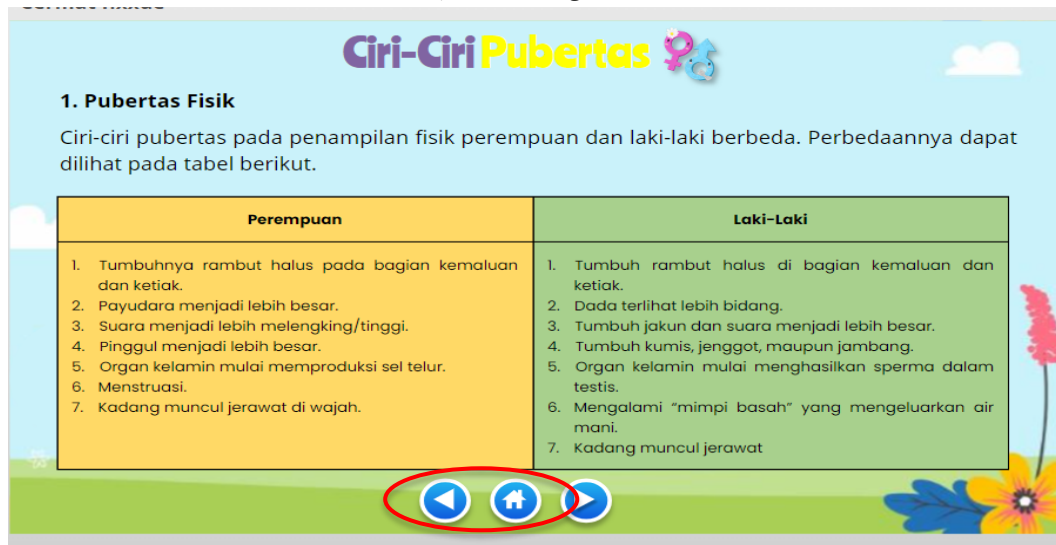 Ciri-Ciri Pubertas
1. Pubertas Fisik
Ciri-ciri pubertas pada penampilan fisik perempuan dan laki-laki berbeda. Perbedaannya dapat
dilihat pada tabel berikut.
Perempuan
1. Tumbuhnya rambut halus pada bagian kemaluan
dan ketiak.
2. Payudara menjadi lebih besar.
3. Suara menjadi lebih melengking/tinggi.
4. Pinggul menjadi lebih besar.
5. Organ kelamin mulai memproduksi sel telur.
6. Menstruasi.
7. Kadang muncul jerawat di wajah.
Laki-Laki
1. Tumbuh rambut halus di bagian kemaluan dan
ketiak.
2. Dada terlihat lebih bidang.
3. Tumbuh jakun dan suara menjadi lebih besar.
4. Tumbuh kumis, jenggot, maupun jambang.
5. Organ kelamin mulai menghasilkan sperma dalam
testis.
6. Mengalami “mimpi basah” yang mengeluarkan air
mani.
7. Kadang muncul jerawat